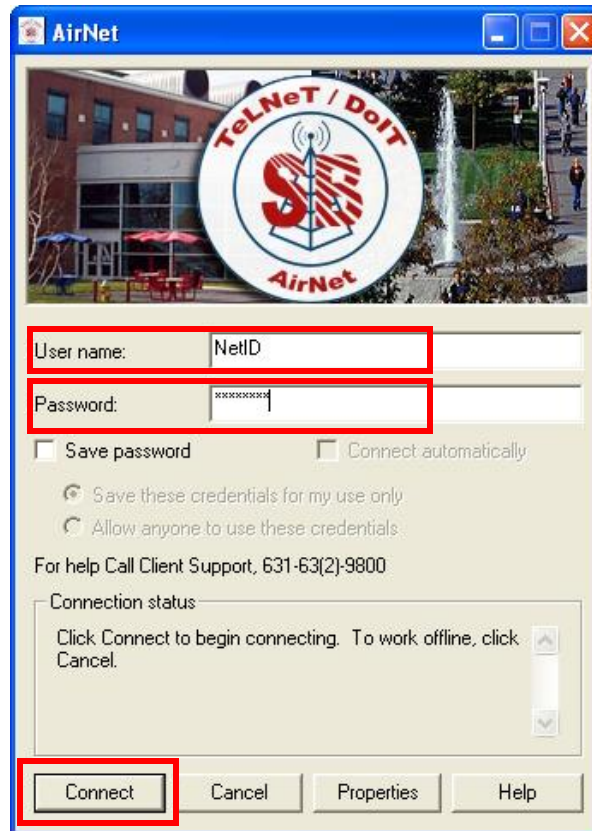 AirNet
TeLNeT / DoIT
SB
AirNet
User name: NetID
Password: ********
Save password Connect automatically
Save these credentials for my use only
Allow anyone to use these credentials
For help Call Client Support, 631-63(2)-9800
Connection status
Click Connect to begin connecting. To work offline, click
Cancel.
Connect Cancel Properties Help